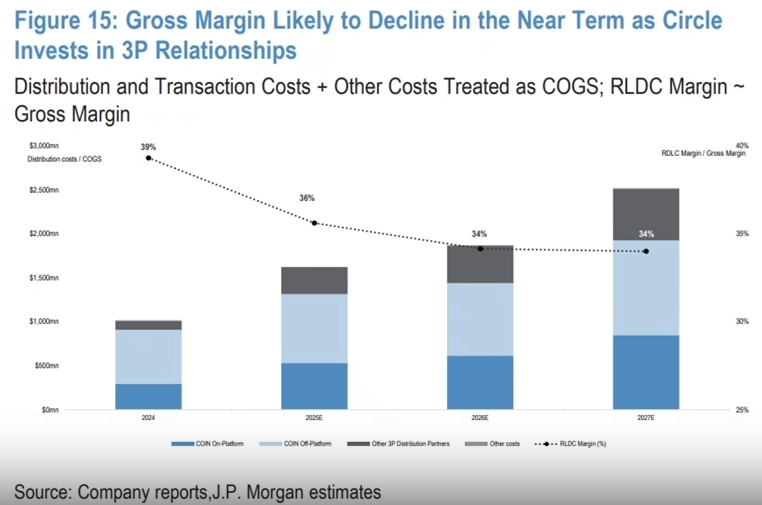 Figure 15: Gross Margin Likely to Decline in the Near Term as Circle
Invests in 3P Relationships
Distribution and Transaction Costs + Other Costs Treated as COGS; RLDC Margin ~
Gross Margin
$3,000mn
Distribution costs / COGS
40%
RDLC Margin / Gross Margin
39%
$2,500mn
36%
$2,000mn
34%
34%
35%
$1,500mn
$1,000mn
30%
$500mn
$0mn
25%
2024
2025E
2026E
2027E
COIN On-Platform
COIN Off-Platform
Other 3P Distribution Partners
Other costs
RLDC Margin (%)
Source: Company reports,J.P. Morgan estimates